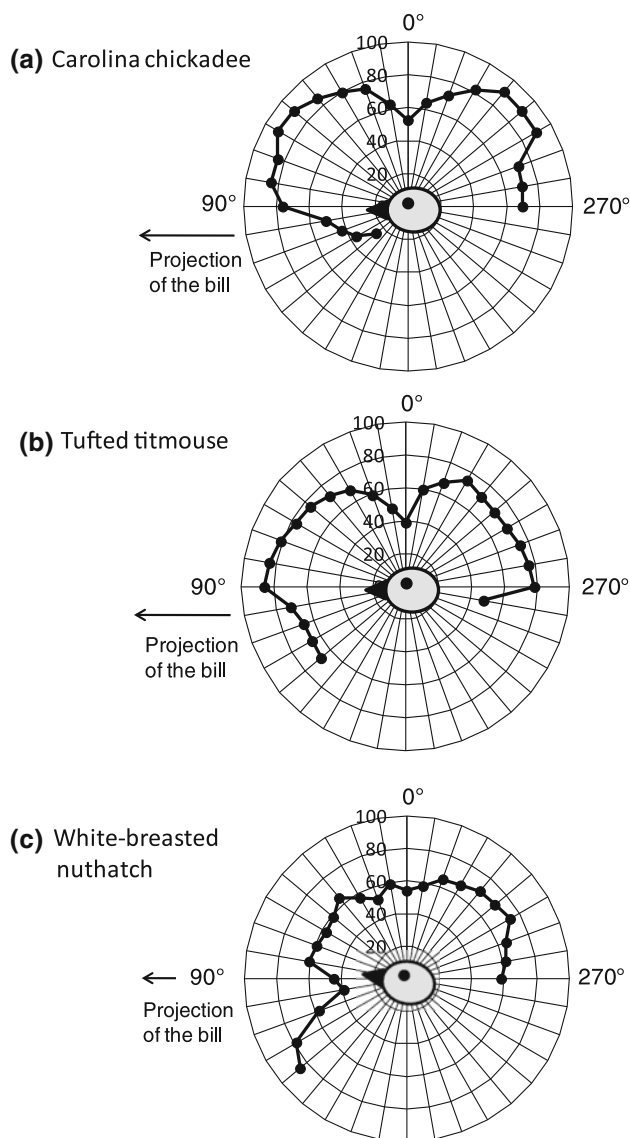 0°
(a) Carolina chickadee
100
80
60
40
20
90°
270°
Projection
of the bill
0°
(b) Tufted titmouse
100
80
60
40
20
90°
270°
Projection
of the bill
0°
(c) White-breasted
nuthatch
100
80
60
40
20
90°
270°
Projection
of the bill